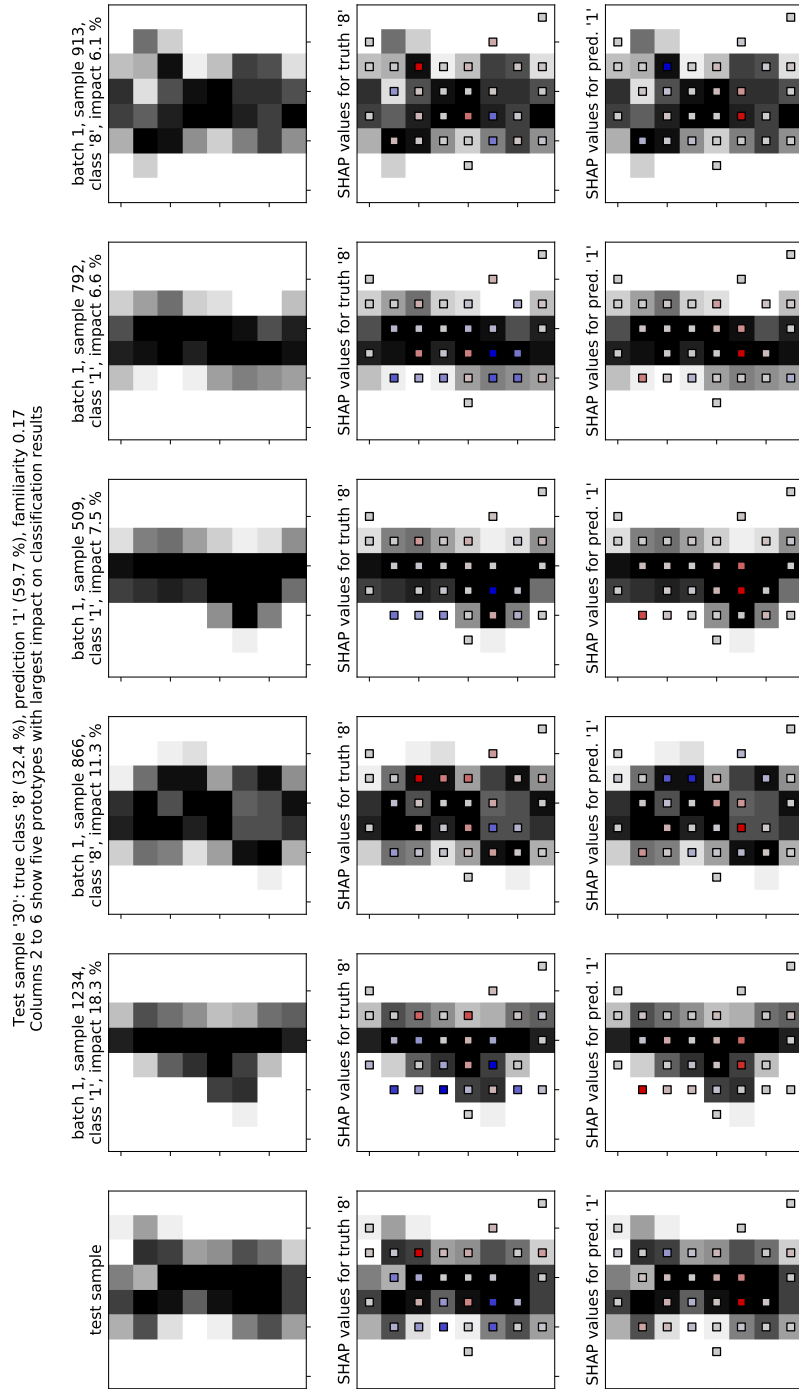 Test sample '30': true class '8' (32.4 %), prediction '1' (59.7 %), familiarity 0.17
Columns 2 to 6 show five prototypes with largest impact on classification results
test sample
batch 1, sample 1234,
class '1', impact 18.3 %
batch 1, sample 866,
class '8', impact 11.3 %
batch 1, sample 509,
class '1', impact 7.5 %
batch 1, sample 792,
class '1', impact 6.6 %
batch 1, sample 913,
class '8', impact 6.1 %
SHAP values for truth '8'
SHAP values for truth '8'
SHAP values for truth '8'
SHAP values for truth '8'
SHAP values for truth '8'
SHAP values for truth '8'
SHAP values for pred. '1'
SHAP values for pred. '1'
SHAP values for pred. '1'
SHAP values for pred. '1'
SHAP values for pred. '1'
SHAP values for pred. '1'